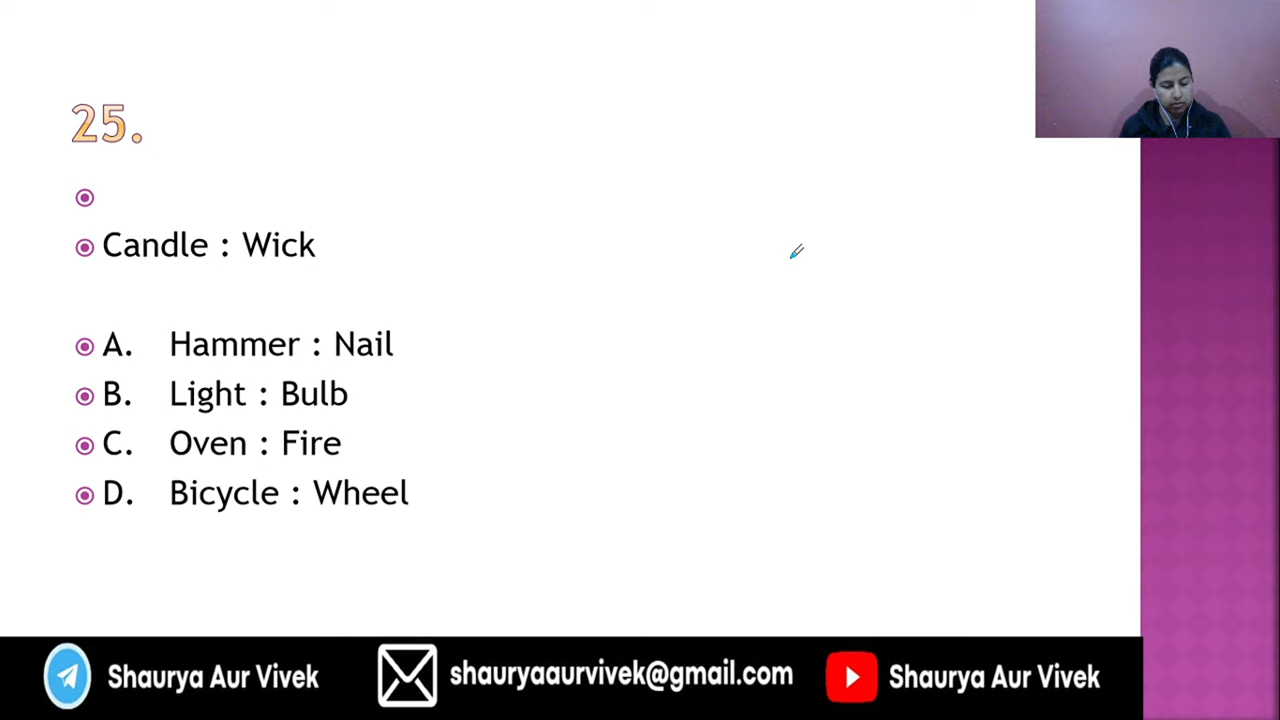 25.
Candle : Wick
A. Hammer : Nail
B. Light : Bulb
C. Oven : Fire
D. Bicycle : Wheel
Shaurya Aur Vivek
shauryaaurvivek@gmail.com
Shaurya Aur Vivek